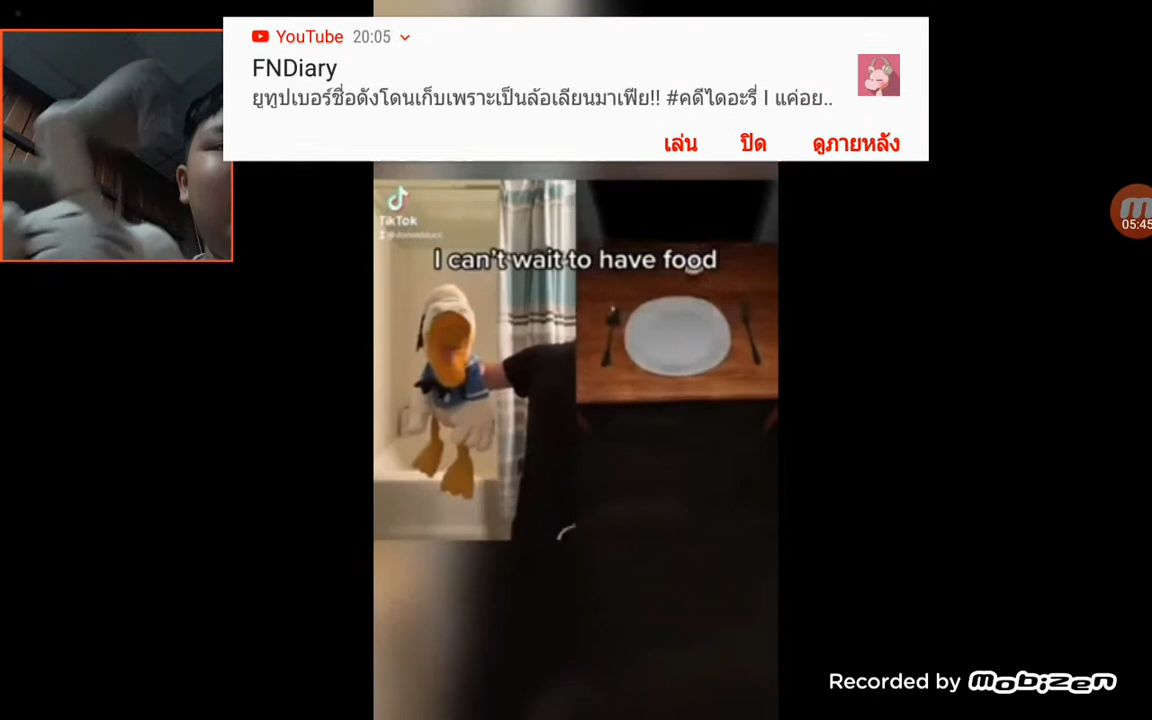 YouTube 20:05
FNDiary
ยูทูปเบอร์ชื่อดังโดนเก็บเพราะเป็นล้อเลียนมาเฟีย!! #คดีไดอะรี่ I แค่อย..
เล่น ปิด ดูภายหลัง
TikTok
I can't wait to have food
05:45
Recorded by mobizen